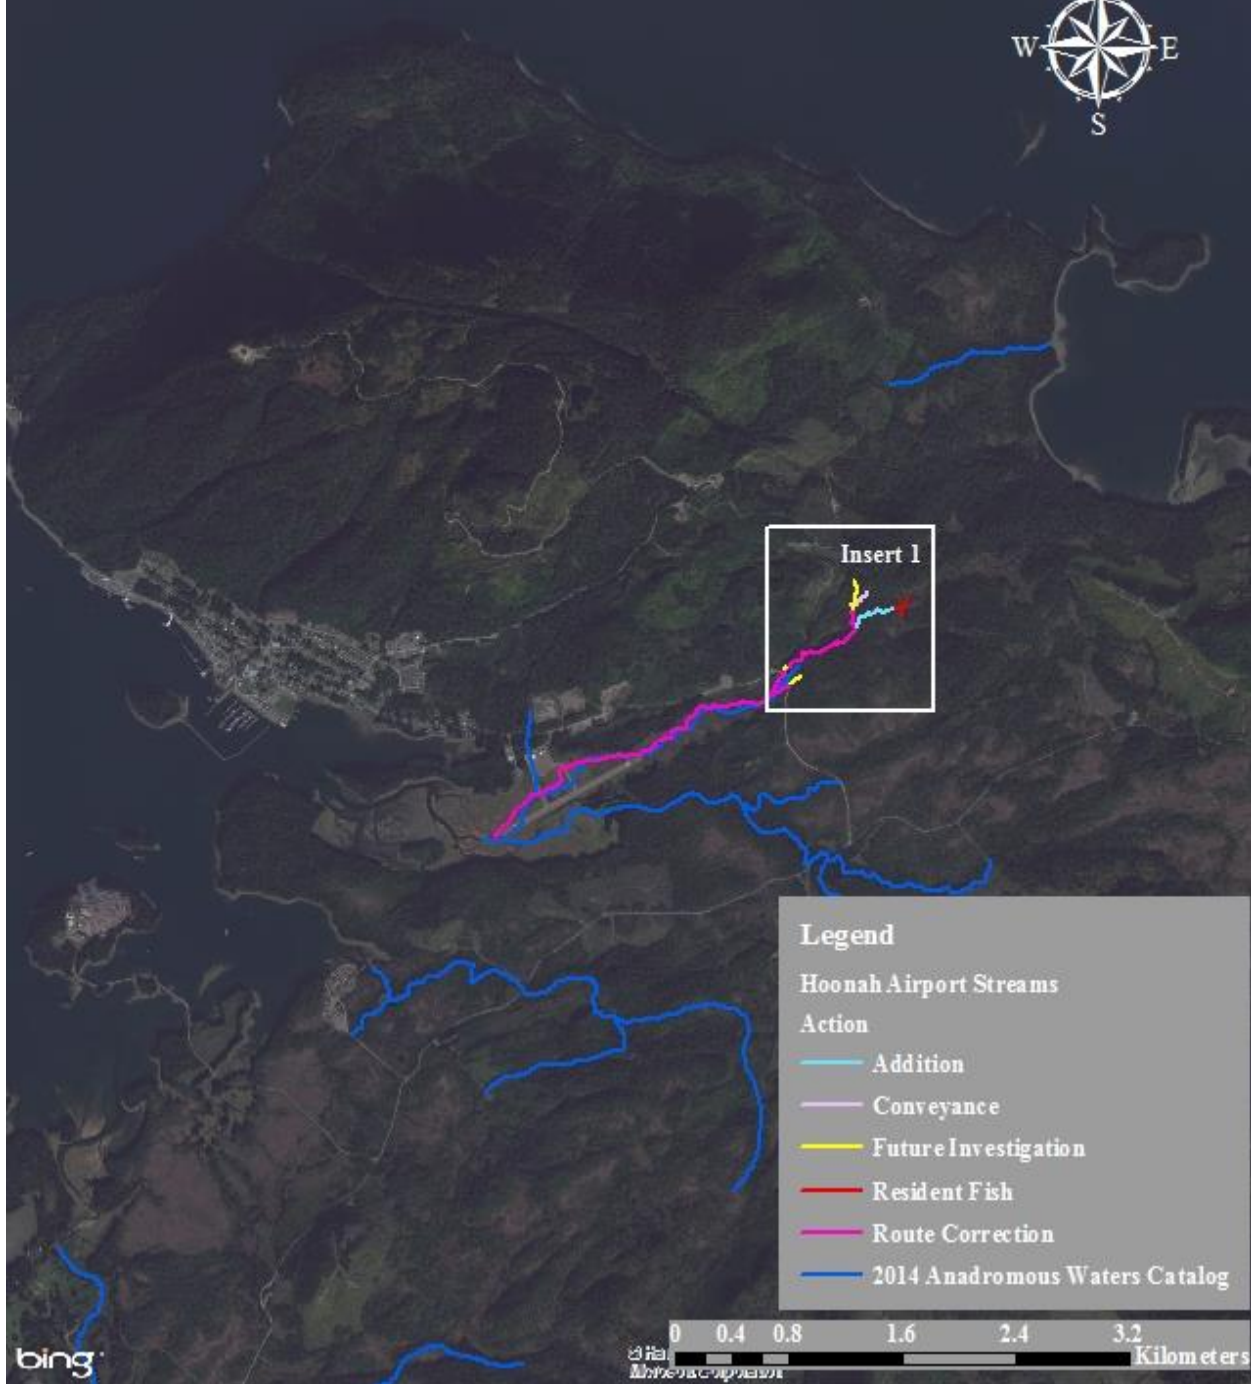 W E
S
Insert 1
Legend
Hoonah Airport Streams
Action
Addition
Conveyance
Future Investigation
Resident Fish
Route Correction
2014 Anadromous Waters Catalog
0 0.4 0.8 1.6 2.4 3.2
Kilometers
bing